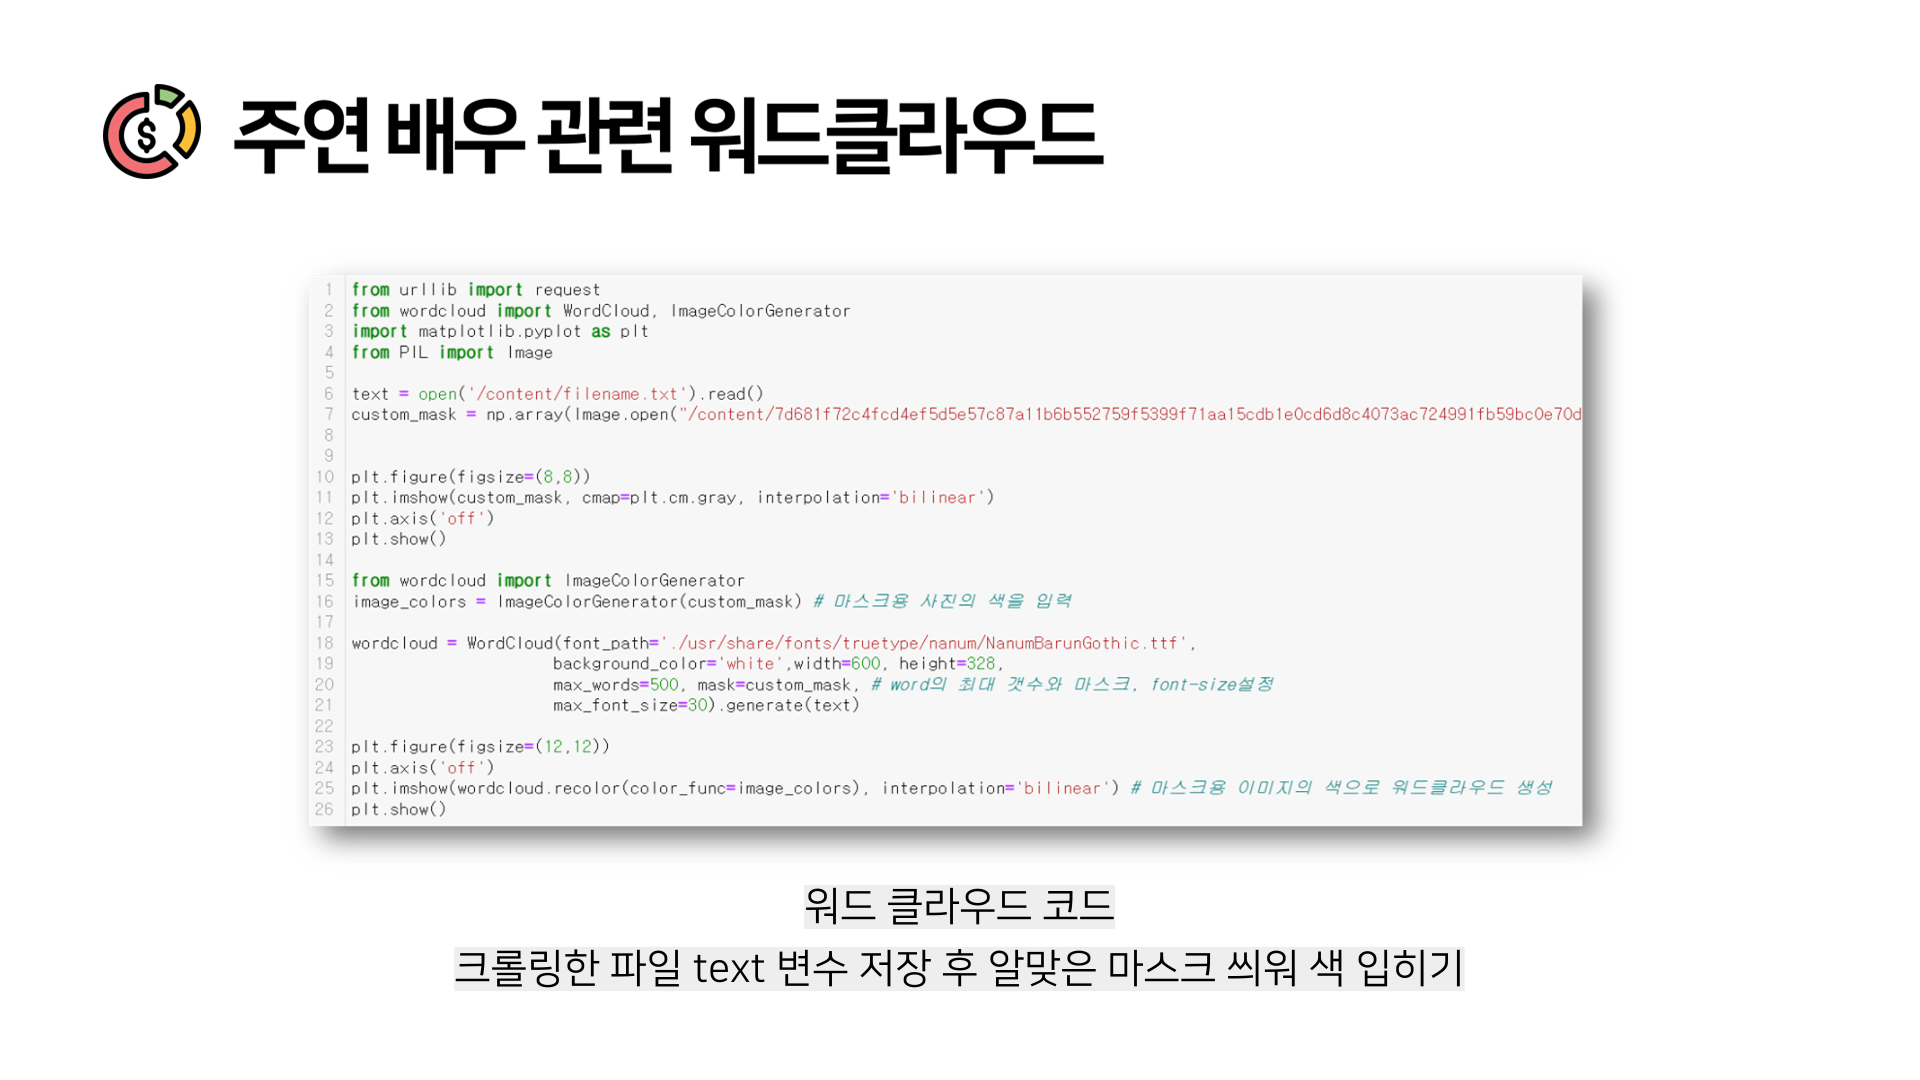 주연 배우 관련 워드클라우드
1 from urllib import request
2 from wordcloud import WordCloud, ImageColorGenerator
3 import matplotlib.pyplot as plt
4 from PIL import Image
5
6 text = open('/content/filename.txt').read()
7 custom_mask = np.array(Image.open("/content/7d681f72c4fcd4ef5d5e57c87a11b6b552759f5399f71aa15cdb1e0cd6d8c4073ac724991fb59bc0e70d
8
9
10 plt.figure(figsize=(8,8))
11 plt.imshow(custom_mask, cmap=plt.cm.gray, interpolation='bilinear')
12 plt.axis('off')
13 plt.show()
14
15 from wordcloud import ImageColorGenerator
16 image_colors = ImageColorGenerator(custom_mask) # 마스크용 사진의 색을 입력
17
18 wordcloud = WordCloud(font_path='./usr/share/fonts/truetype/nanum/NanumBarunGothic.ttf',
19 background_color='white',width=600, height=328,
20 max_words=500, mask=custom_mask, # word의 최대 갯수와 마스크, font-size설정
21 max_font_size=30).generate(text)
22
23 plt.figure(figsize=(12,12))
24 plt.axis('off')
25 plt.imshow(wordcloud.recolor(color_func=image_colors), interpolation='bilinear') # 마스크용 이미지의 색으로 워드클라우드 생성
26 plt.show()
워드 클라우드 코드
크롤링한 파일 text 변수 저장 후 알맞은 마스크 씌워 색 입히기